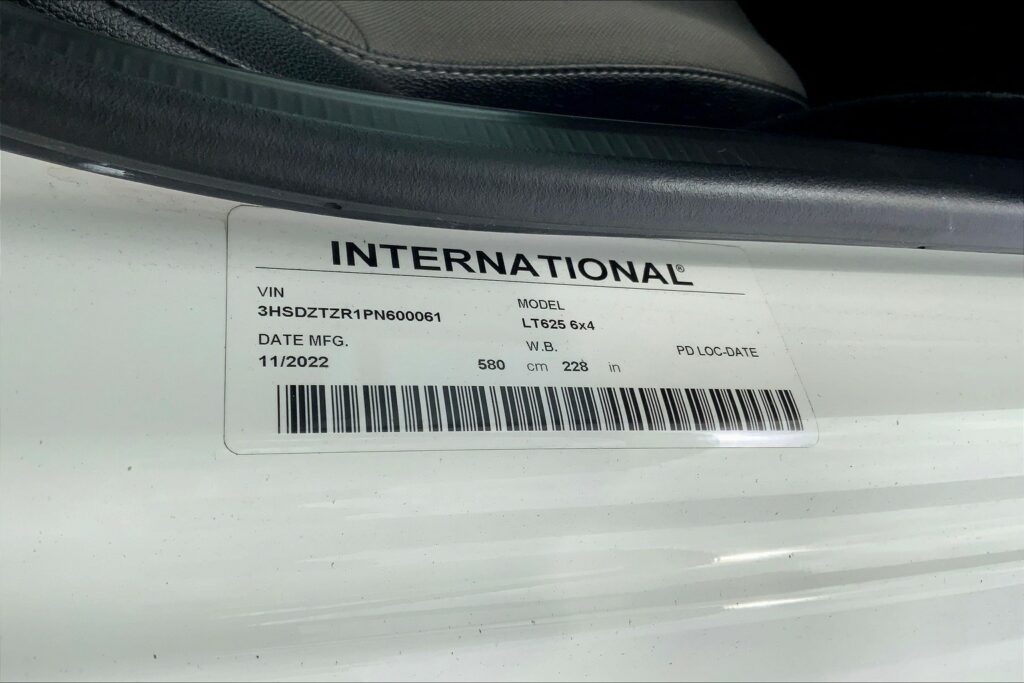 INTERNATIONAL®
VIN
3HSDZTZR1PN600061
MODEL
LT625 6x4
DATE MFG.
11/2022
W.B.
580 cm 228 in
PD LOC-DATE